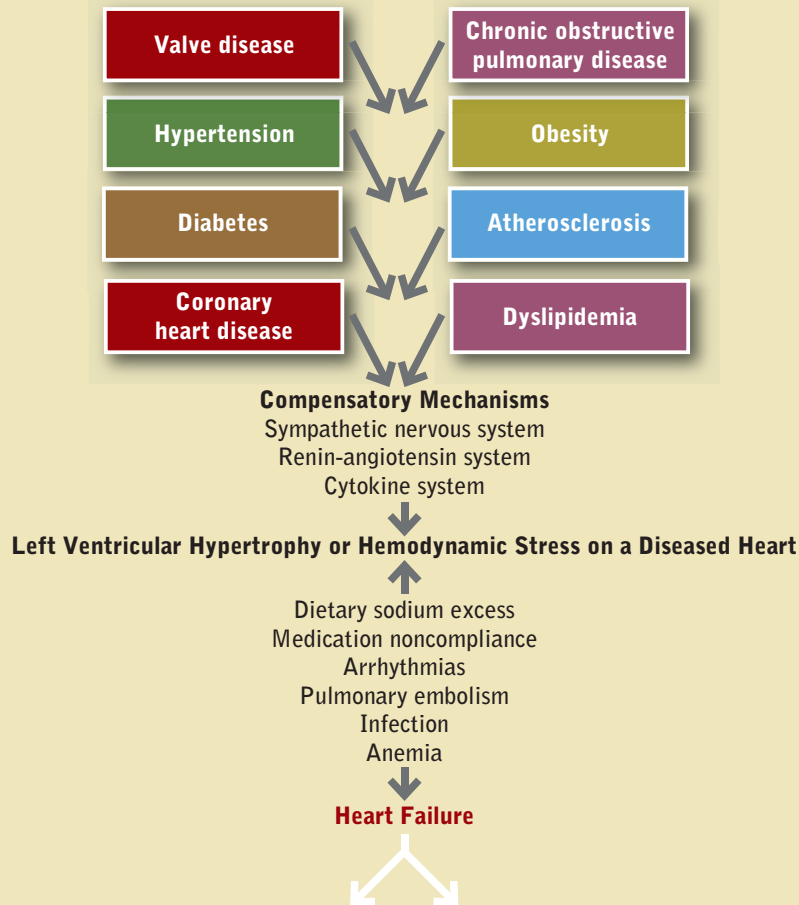 Valve disease
Chronic obstructive
pulmonary disease
Hypertension
Obesity
Diabetes
Atherosclerosis
Coronary
heart disease
Dyslipidemia
Compensatory Mechanisms
Sympathetic nervous system
Renin-angiotensin system
Cytokine system
Left Ventricular Hypertrophy or Hemodynamic Stress on a Diseased Heart
Dietary sodium excess
Medication noncompliance
Arrhythmias
Pulmonary embolism
Infection
Anemia
Heart Failure